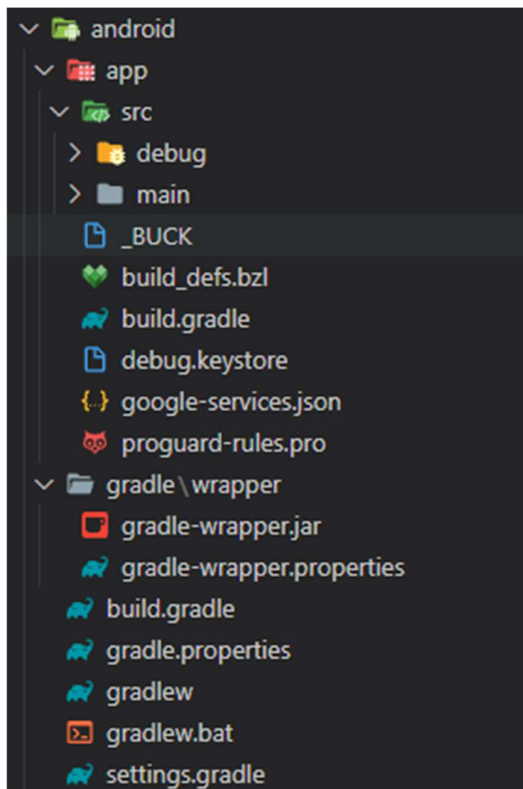 android
app
src
debug
main
_BUCK
build_defs.bzl
build.gradle
debug.keystore
google-services.json
proguard-rules.pro
gradle\wrapper
gradle-wrapper.jar
gradle-wrapper.properties
build.gradle
gradle.properties
gradlew
gradlew.bat
settings.gradle